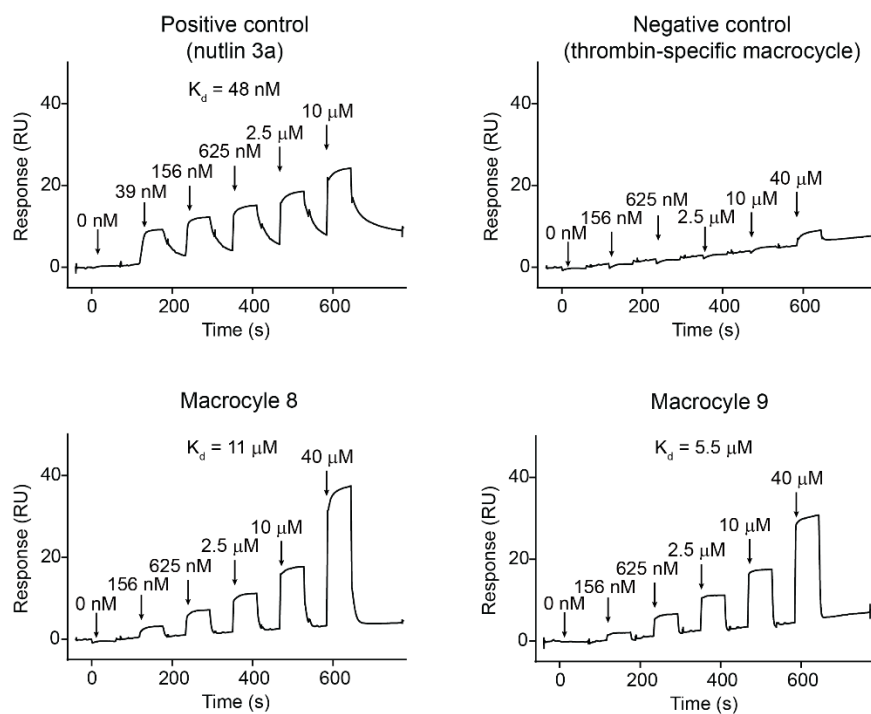 Positive control
(nutlin 3a)
Response (RU)
40
20
0
K_d = 48 nM
0 nM
39 nM
156 nM
625 nM
2.5 µM
10 µM
0
200
400
600
Time (s)
Negative control
(thrombin-specific macrocycle)
Response (RU)
40
20
0
0 nM
156 nM
625 nM
2.5 µM
10 µM
40 µM
0
200
400
600
Time (s)
Macrocyle 8
Response (RU)
40
20
0
K_d = 11 µM
0 nM
156 nM
625 nM
2.5 µM
10 µM
40 µM
0
200
400
600
Time (s)
Macrocyle 9
Response (RU)
40
20
0
K_d = 5.5 µM
0 nM
156 nM
625 nM
2.5 µM
10 µM
40 µM
0
200
400
600
Time (s)